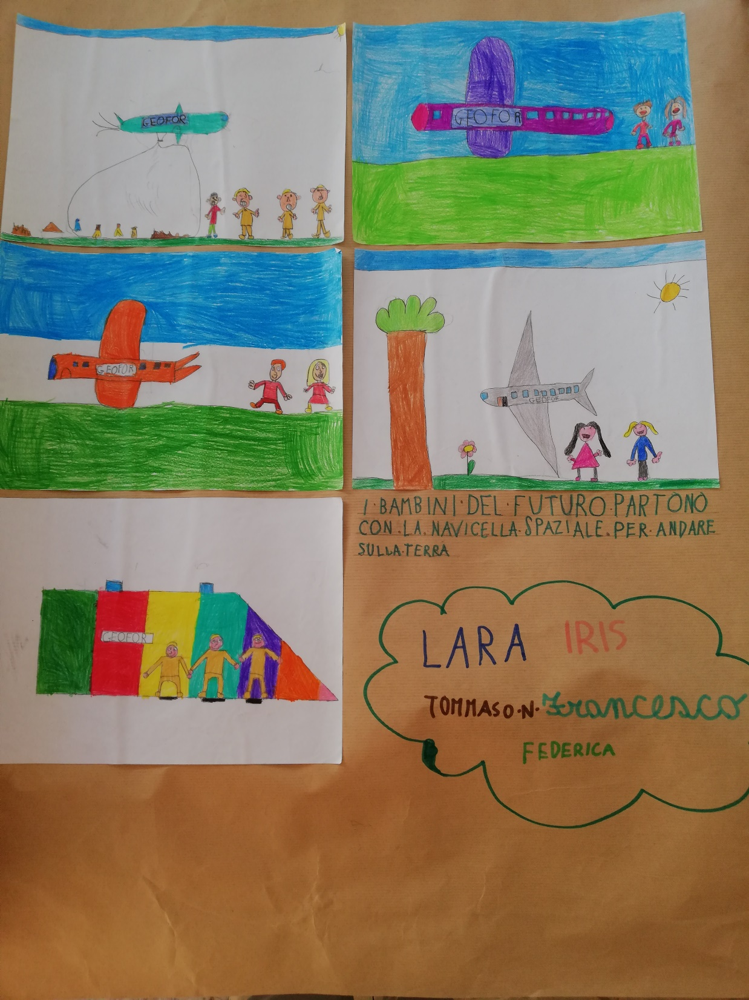 GEOFOR
GEOFOR
GEOFOR
GEOFOR
I·BAMBINI·DEL·FUTURO·PARTONO
CON·LA·NAVICELLA·SPAZIALE·PER·ANDARE
SULLA·TERRA
GEOFOR
LARA IRIS
TOMMASO·N· Francesco
FEDERICA